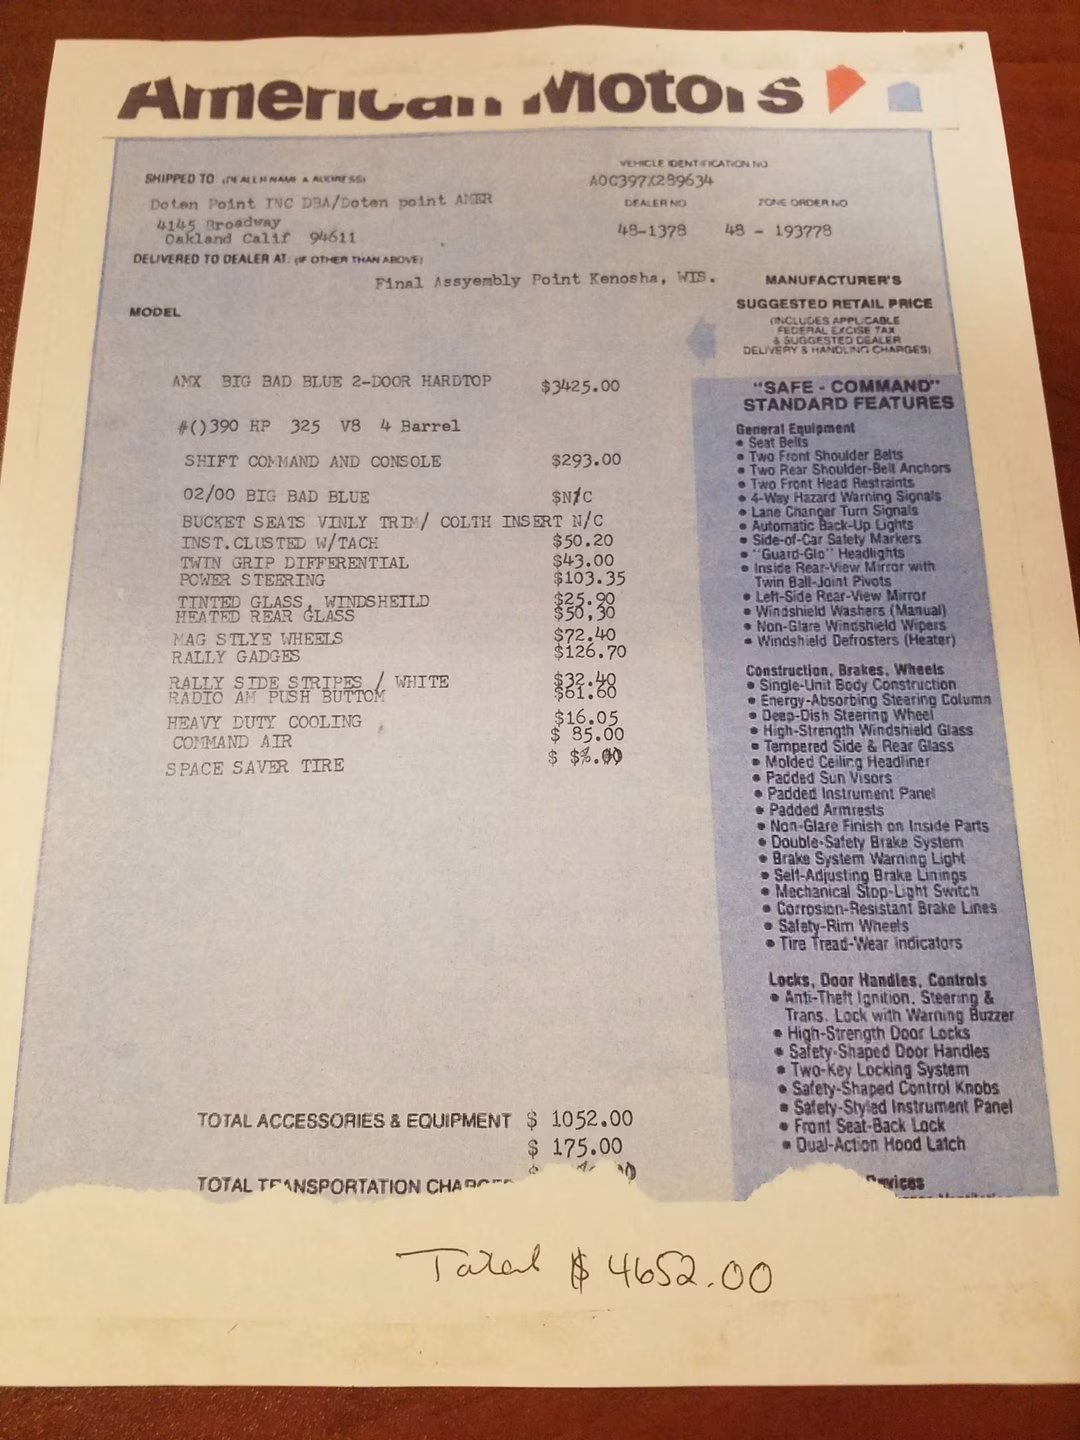 American Motors
SHIPPED TO (DEALER NAME & ADDRESS)
VEHICLE IDENTIFICATION NO
A0C397X289634
Doten Point INC DBA/Doten point AMER
4145 Broadway
Oakland Calif 94611
DEALER NO ZONE ORDER NO
48-1378 48 - 193778
DELIVERED TO DEALER AT: (IF OTHER THAN ABOVE)
Final Assyembly Point Kenosha, WIS.
MODEL
MANUFACTURER'S
SUGGESTED RETAIL PRICE
(INCLUDES APPLICABLE
FEDERAL EXCISE TAX
& SUGGESTED DEALER
DELIVERY & HANDLING CHARGES)
AMX BIG BAD BLUE 2-DOOR HARDTOP $3425.00
#()390 HP 325 V8 4 Barrel
SHIFT COMMAND AND CONSOLE $293.00
02/00 BIG BAD BLUE $N/C
BUCKET SEATS VINLY TRIM/ COLTH INSERT N/C
INST.CLUSTED W/TACH $50.20
TWIN GRIP DIFFERENTIAL $43.00
POWER STEERING $103.35
TINTED GLASS, WINDSHEILD $25.90
HEATED REAR GLASS $50,30
MAG STLYE WHEELS $72.40
RALLY GADGES $126.70
RALLY SIDE STRIPES / WHITE $32.40
RADIO AM PUSH BUTTOM $61.60
HEAVY DUTY COOLING $16.05
COMMAND AIR $ 85.00
SPACE SAVER TIRE $
TOTAL ACCESSORIES & EQUIPMENT $ 1052.00
$ 175.00
TOTAL TRANSPORTATION CHARGES
"SAFE - COMMAND"
STANDARD FEATURES
General Equipment
• Seat Belts
• Two Front Shoulder Belts
• Two Rear Shoulder-Belt Anchors
• Two Front Head Restraints
• 4-Way Hazard Warning Signals
• Lane Changer Turn Signals
• Automatic Back-Up Lights
• Side-of-Car Safety Markers
• "Guard-Glo" Headlights
• Inside Rear-View Mirror with
Twin Ball-Joint Pivots
• Left-Side Rear-View Mirror
• Windshield Washers (Manual)
• Non-Glare Windshield Wipers
• Windshield Defrosters (Heater)
Construction, Brakes, Wheels
• Single-Unit Body Construction
• Energy-Absorbing Steering Column
• Deep-Dish Steering Wheel
• High-Strength Windshield Glass
• Tempered Side & Rear Glass
• Molded Ceiling Headliner
• Padded Sun Visors
• Padded Instrument Panel
• Padded Armrests
• Non-Glare Finish on Inside Parts
• Double-Safety Brake System
• Brake System Warning Light
• Self-Adjusting Brake Linings
• Mechanical Stop-Light Switch
• Corrosion-Resistant Brake Lines
• Safety-Rim Wheels
• Tire Tread-Wear Indicators
Locks, Door Handles, Controls
• Anti-Theft Ignition, Steering &
Trans. Lock with Warning Buzzer
• High-Strength Door Locks
• Safety-Shaped Door Handles
• Two-Key Locking System
• Safety-Shaped Control Knobs
• Safety-Styled Instrument Panel
• Front Seat-Back Lock
• Dual-Action Hood Latch
Total $ 4652.00